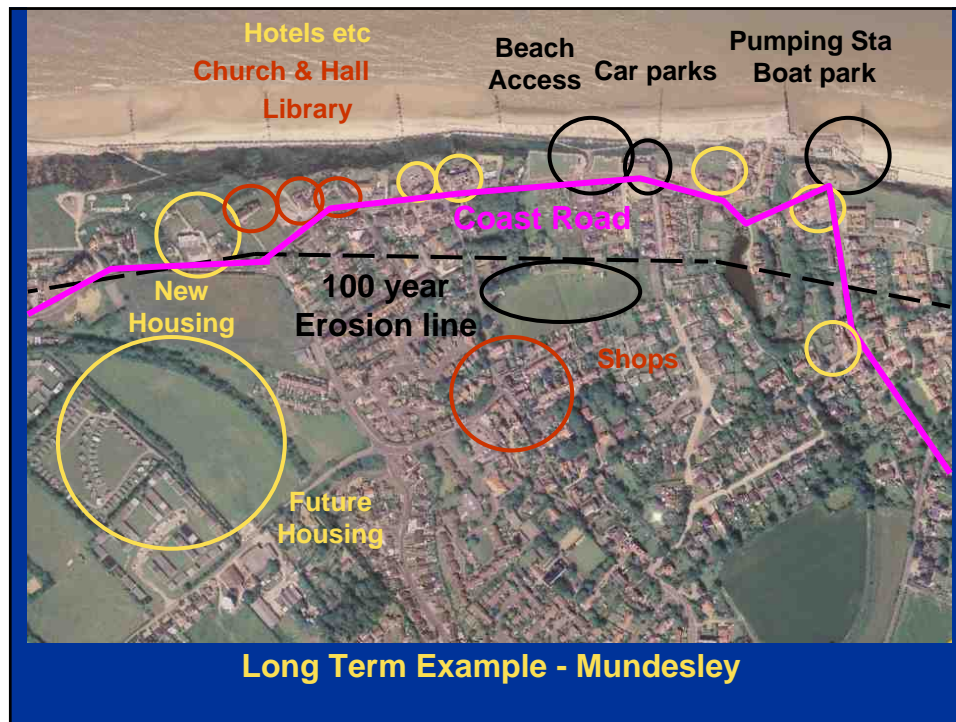 Hotels etc
Church & Hall
Library
Beach
Access
Car parks
Pumping Sta
Boat park
Coast Road
100 year
Erosion line
New
Housing
Shops
Future
Housing
Long Term Example - Mundesley